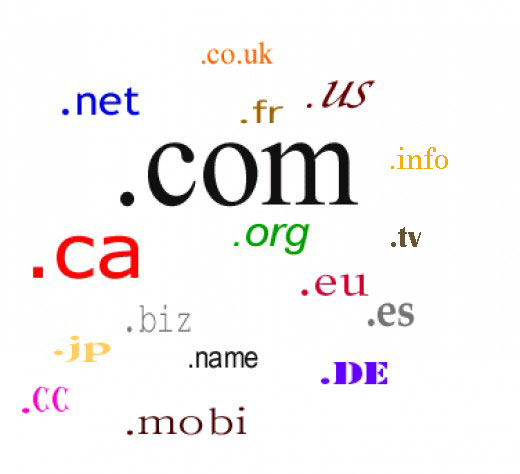 .co.uk
.net
.fr
.us
.com
.info
.org
.tv
.ca
.eu
.es
.biz
.jp
.name
.DE
.CC
.mobi